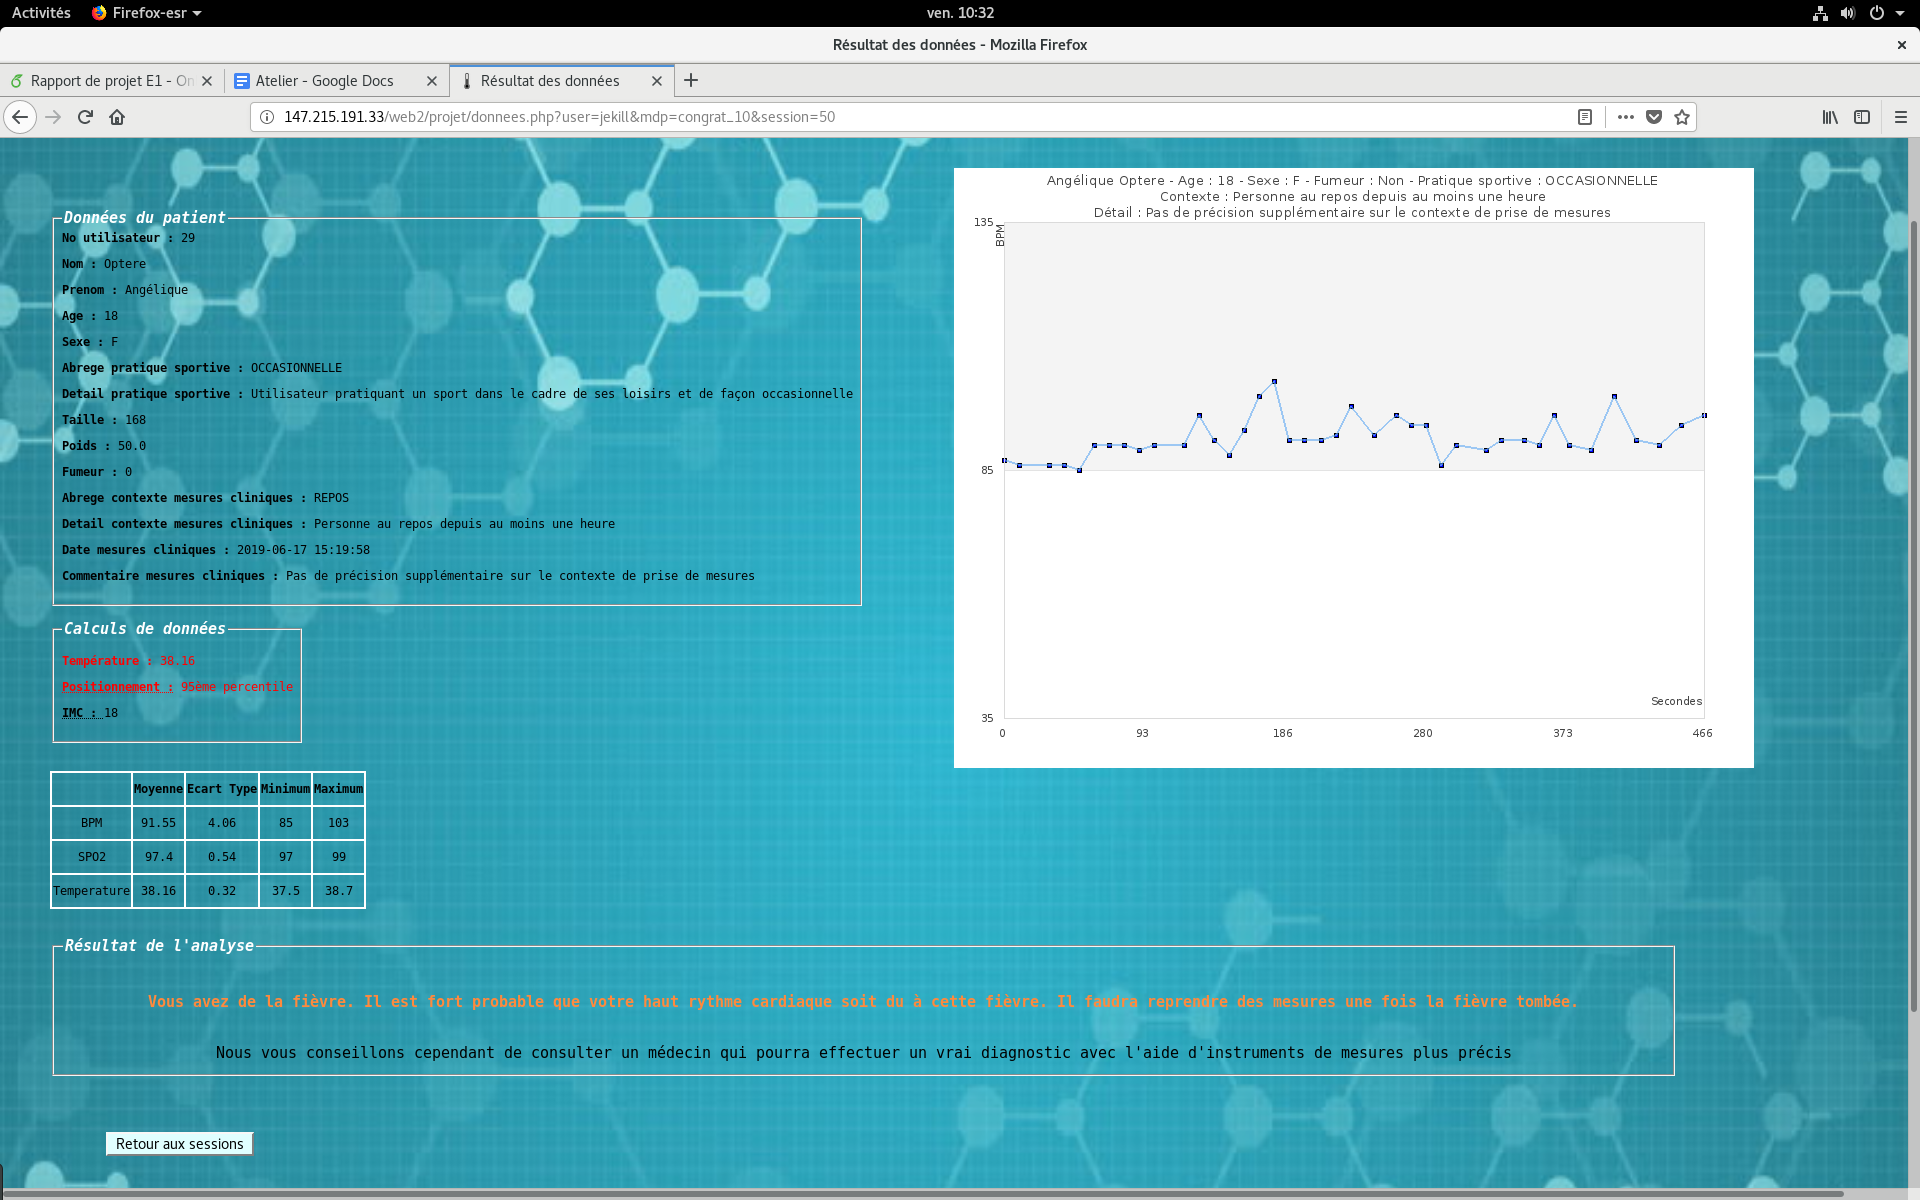 Activités
Firefox-esr
ven. 10:32
Résultat des données - Mozilla Firefox
Rapport de projet E1 - On
Atelier - Google Docs
Résultat des données
147.215.191.33/web2/projet/donnees.php?user=jekill&mdp=congrat_10&session=50
Données du patient
No utilisateur : 29
Nom : Optere
Prenom : Angélique
Age : 18
Sexe : F
Abrege pratique sportive : OCCASIONNELLE
Detail pratique sportive : Utilisateur pratiquant un sport dans le cadre de ses loisirs et de façon occasionnelle
Taille : 168
Poids : 50.0
Fumeur : 0
Abrege contexte mesures cliniques : REPOS
Detail contexte mesures cliniques : Personne au repos depuis au moins une heure
Date mesures cliniques : 2019-06-17 15:19:58
Commentaire mesures cliniques : Pas de précision supplémentaire sur le contexte de prise de mesures
Angélique Optere - Age : 18 - Sexe : F - Fumeur : Non - Pratique sportive : OCCASIONNELLE
Contexte : Personne au repos depuis au moins une heure
Détail : Pas de précision supplémentaire sur le contexte de prise de mesures
135
BPM
85
35
Secondes
0 93 186 280 373 466
Calculs de données
Température : 38.16
Positionnement : 95ème percentile
IMC : 18
Moyenne Ecart Type Minimum Maximum
BPM 91.55 4.06 85 103
SPO2 97.4 0.54 97 99
Temperature 38.16 0.32 37.5 38.7
Résultat de l'analyse
Vous avez de la fièvre. Il est fort probable que votre haut rythme cardiaque soit du à cette fièvre. Il faudra reprendre des mesures une fois la fièvre tombée.
Nous vous conseillons cependant de consulter un médecin qui pourra effectuer un vrai diagnostic avec l'aide d'instruments de mesures plus précis
Retour aux sessions